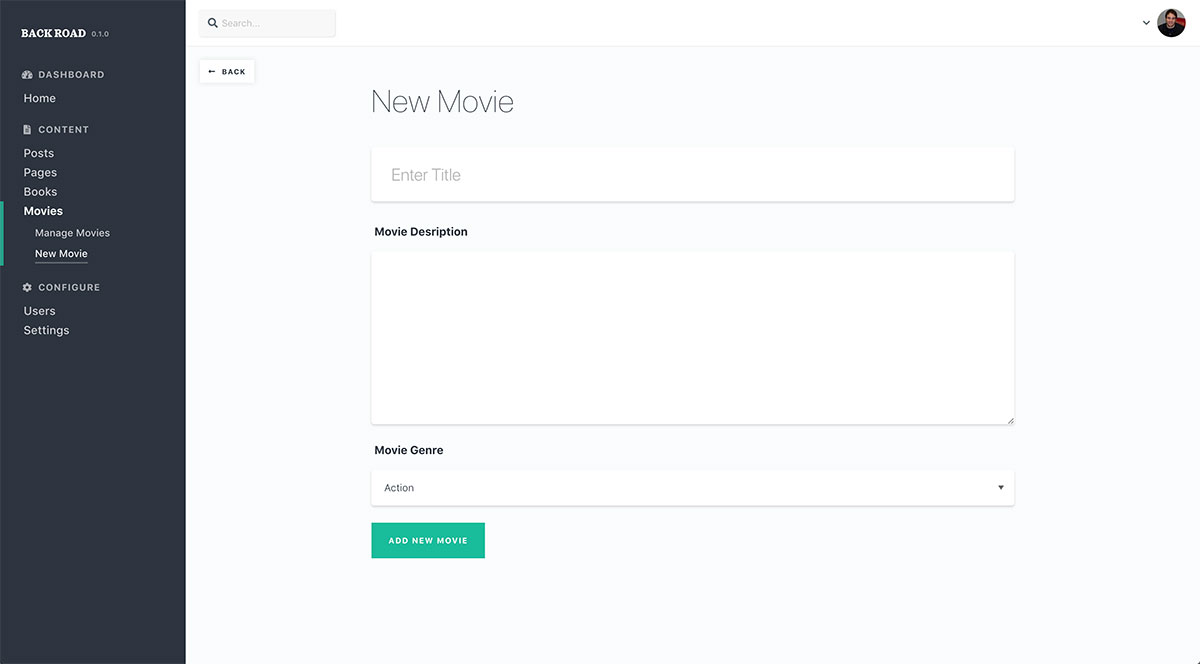 BACK ROAD 0.1.0
DASHBOARD
Home
CONTENT
Posts
Pages
Books
Movies
Manage Movies
New Movie
CONFIGURE
Users
Settings
Search...
← BACK
New Movie
Enter Title
Movie Desription
Movie Genre
Action
ADD NEW MOVIE